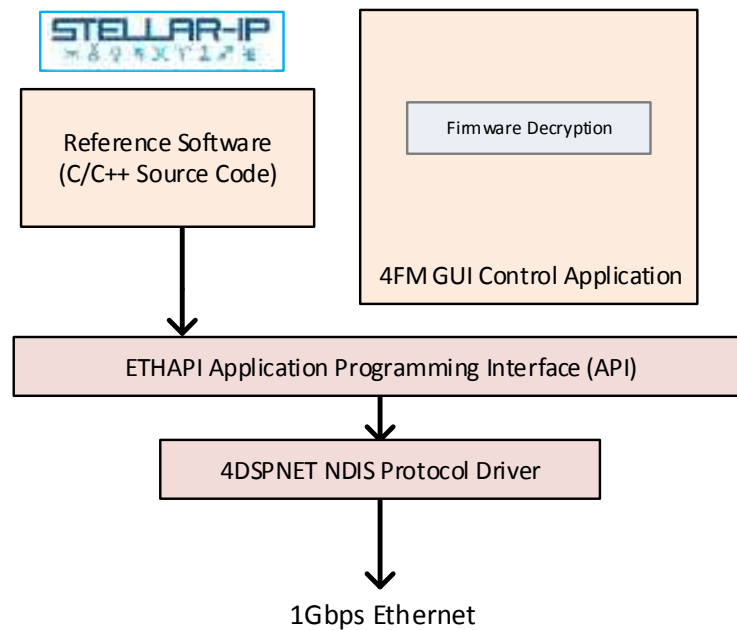 STELLAR-IP
Reference Software
(C/C++ Source Code)
Firmware Decryption
4FM GUI Control Application
ETHAPI Application Programming Interface (API)
4DSPNET NDIS Protocol Driver
1Gbps Ethernet